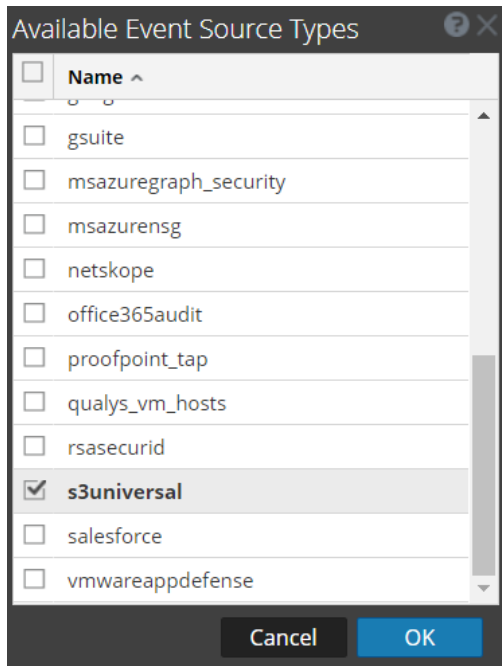 Available Event Source Types
Name
gsuite
msazuregraph_security
msazurensg
netskope
office365audit
proofpoint_tap
qualys_vm_hosts
rsasecurid
s3universal
salesforce
vmwareappdefense
Cancel OK